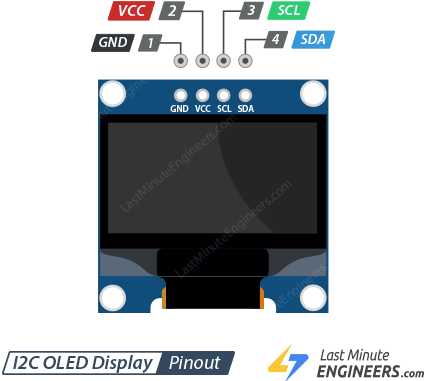 VCC 2 3 SCL
GND 1 4 SDA
GND VCC SCL SDA
LastMinuteEngineers.com
LastMinuteEngineers.com
LastMinuteEngineers.com
I2C OLED Display Pinout
Last Minute
ENGINEERS.com